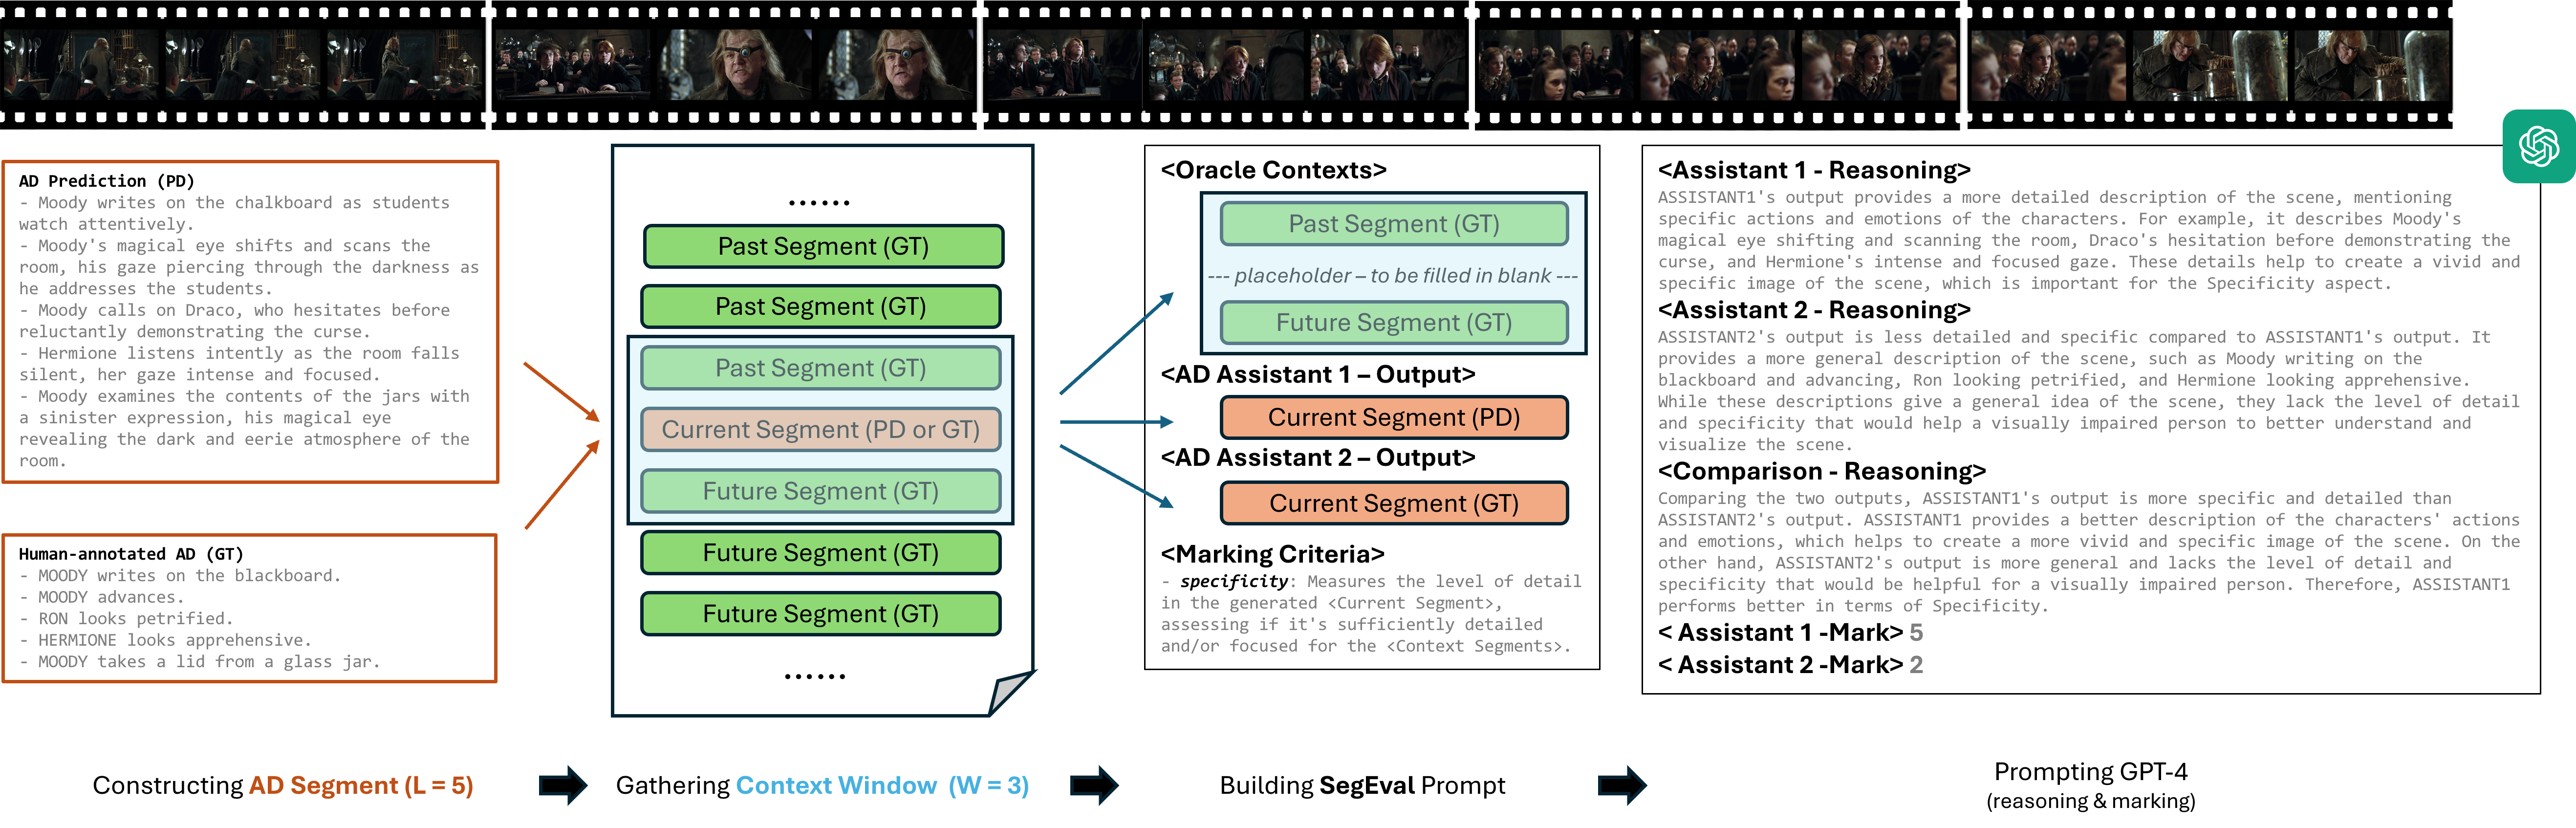 AD Prediction (PD)
- Moody writes on the chalkboard as students
watch attentively.
- Moody's magical eye shifts and scans the
room, his gaze piercing through the darkness as
he addresses the students.
- Moody calls on Draco, who hesitates before
reluctantly demonstrating the curse.
- Hermione listens intently as the room falls
silent, her gaze intense and focused.
- Moody examines the contents of the jars with
a sinister expression, his magical eye
revealing the dark and eerie atmosphere of the
room.
Human-annotated AD (GT)
- MOODY writes on the blackboard.
- MOODY advances.
- RON looks petrified.
- HERMIONE looks apprehensive.
- MOODY takes a lid from a glass jar.
......
Past Segment (GT)
Past Segment (GT)
Past Segment (GT)
Current Segment (PD or GT)
Future Segment (GT)
Future Segment (GT)
Future Segment (GT)
......
<Oracle Contexts>
Past Segment (GT)
--- placeholder – to be filled in blank ---
Future Segment (GT)
<AD Assistant 1 – Output>
Current Segment (PD)
<AD Assistant 2 – Output>
Current Segment (GT)
<Marking Criteria>
- specificity: Measures the level of detail
in the generated <Current Segment>,
assessing if it's sufficiently detailed
and/or focused for the <Context Segments>.
<Assistant 1 - Reasoning>
ASSISTANT1's output provides a more detailed description of the scene, mentioning
specific actions and emotions of the characters. For example, it describes Moody's
magical eye shifting and scanning the room, Draco's hesitation before demonstrating the
curse, and Hermione's intense and focused gaze. These details help to create a vivid and
specific image of the scene, which is important for the Specificity aspect.
<Assistant 2 - Reasoning>
ASSISTANT2's output is less detailed and specific compared to ASSISTANT1's output. It
provides a more general description of the scene, such as Moody writing on the
blackboard and advancing, Ron looking petrified, and Hermione looking apprehensive.
While these descriptions give a general idea of the scene, they lack the level of detail
and specificity that would help a visually impaired person to better understand and
visualize the scene.
<Comparison - Reasoning>
Comparing the two outputs, ASSISTANT1's output is more specific and detailed than
ASSISTANT2's output. ASSISTANT1 provides a better description of the characters' actions
and emotions, which helps to create a more vivid and specific image of the scene. On the
other hand, ASSISTANT2's output is more general and lacks the level of detail and
specificity that would be helpful for a visually impaired person. Therefore, ASSISTANT1
performs better in terms of Specificity.
< Assistant 1 -Mark> 5
< Assistant 2 -Mark> 2
Constructing AD Segment (L = 5)
Gathering Context Window (W = 3)
Building SegEval Prompt
Prompting GPT-4
(reasoning & marking)